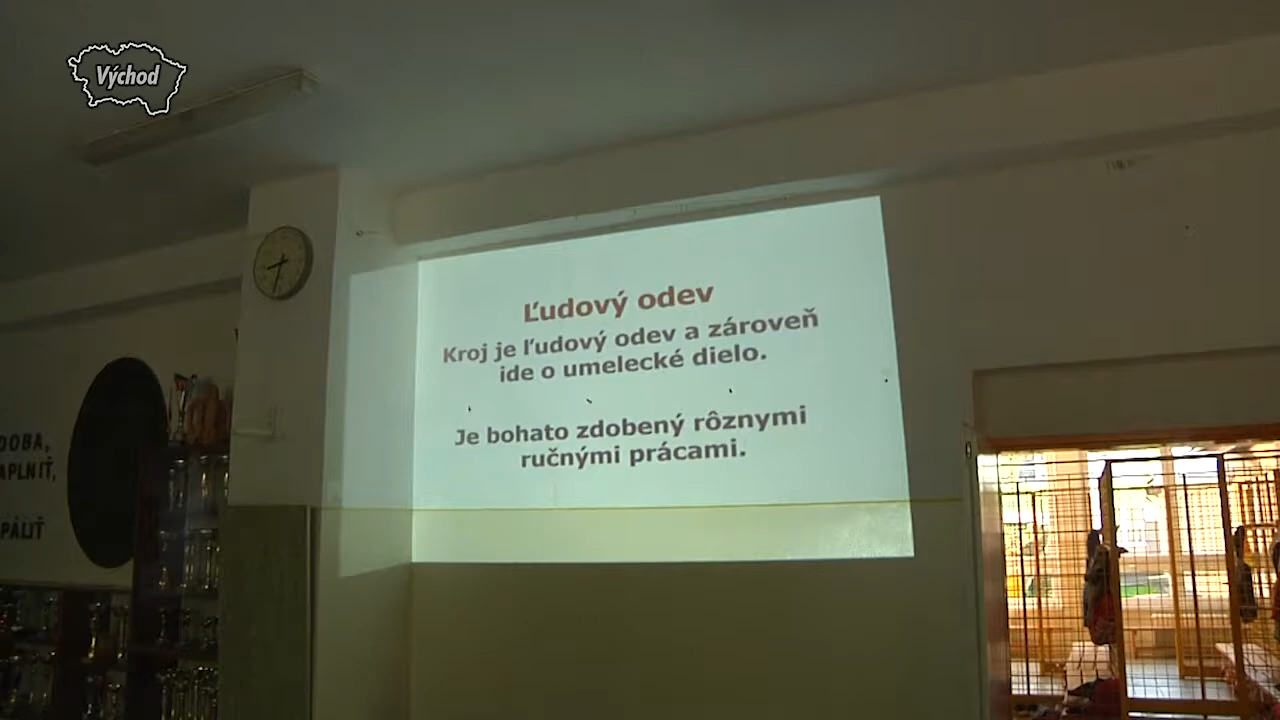 Východ
Ľudový odev
Kroj je ľudový odev a zároveň
ide o umelecké dielo.
Je bohato zdobený rôznymi
ručnými prácami.
DOBA,
APLNIŤ,
PÁLIŤ